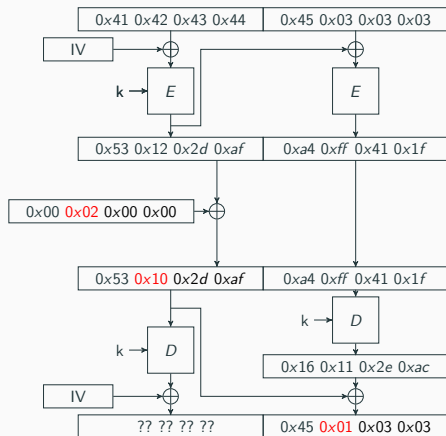 0x41 0x42 0x43 0x44 0x45 0x03 0x03 0x03
IV
k E E
0x53 0x12 0x2d 0xaf 0xa4 0xff 0x41 0x1f
0x00 0x02 0x00 0x00
0x53 0x10 0x2d 0xaf 0xa4 0xff 0x41 0x1f
k D
k D
0x16 0x11 0x2e 0xac
IV
?? ?? ?? ?? 0x45 0x01 0x03 0x03